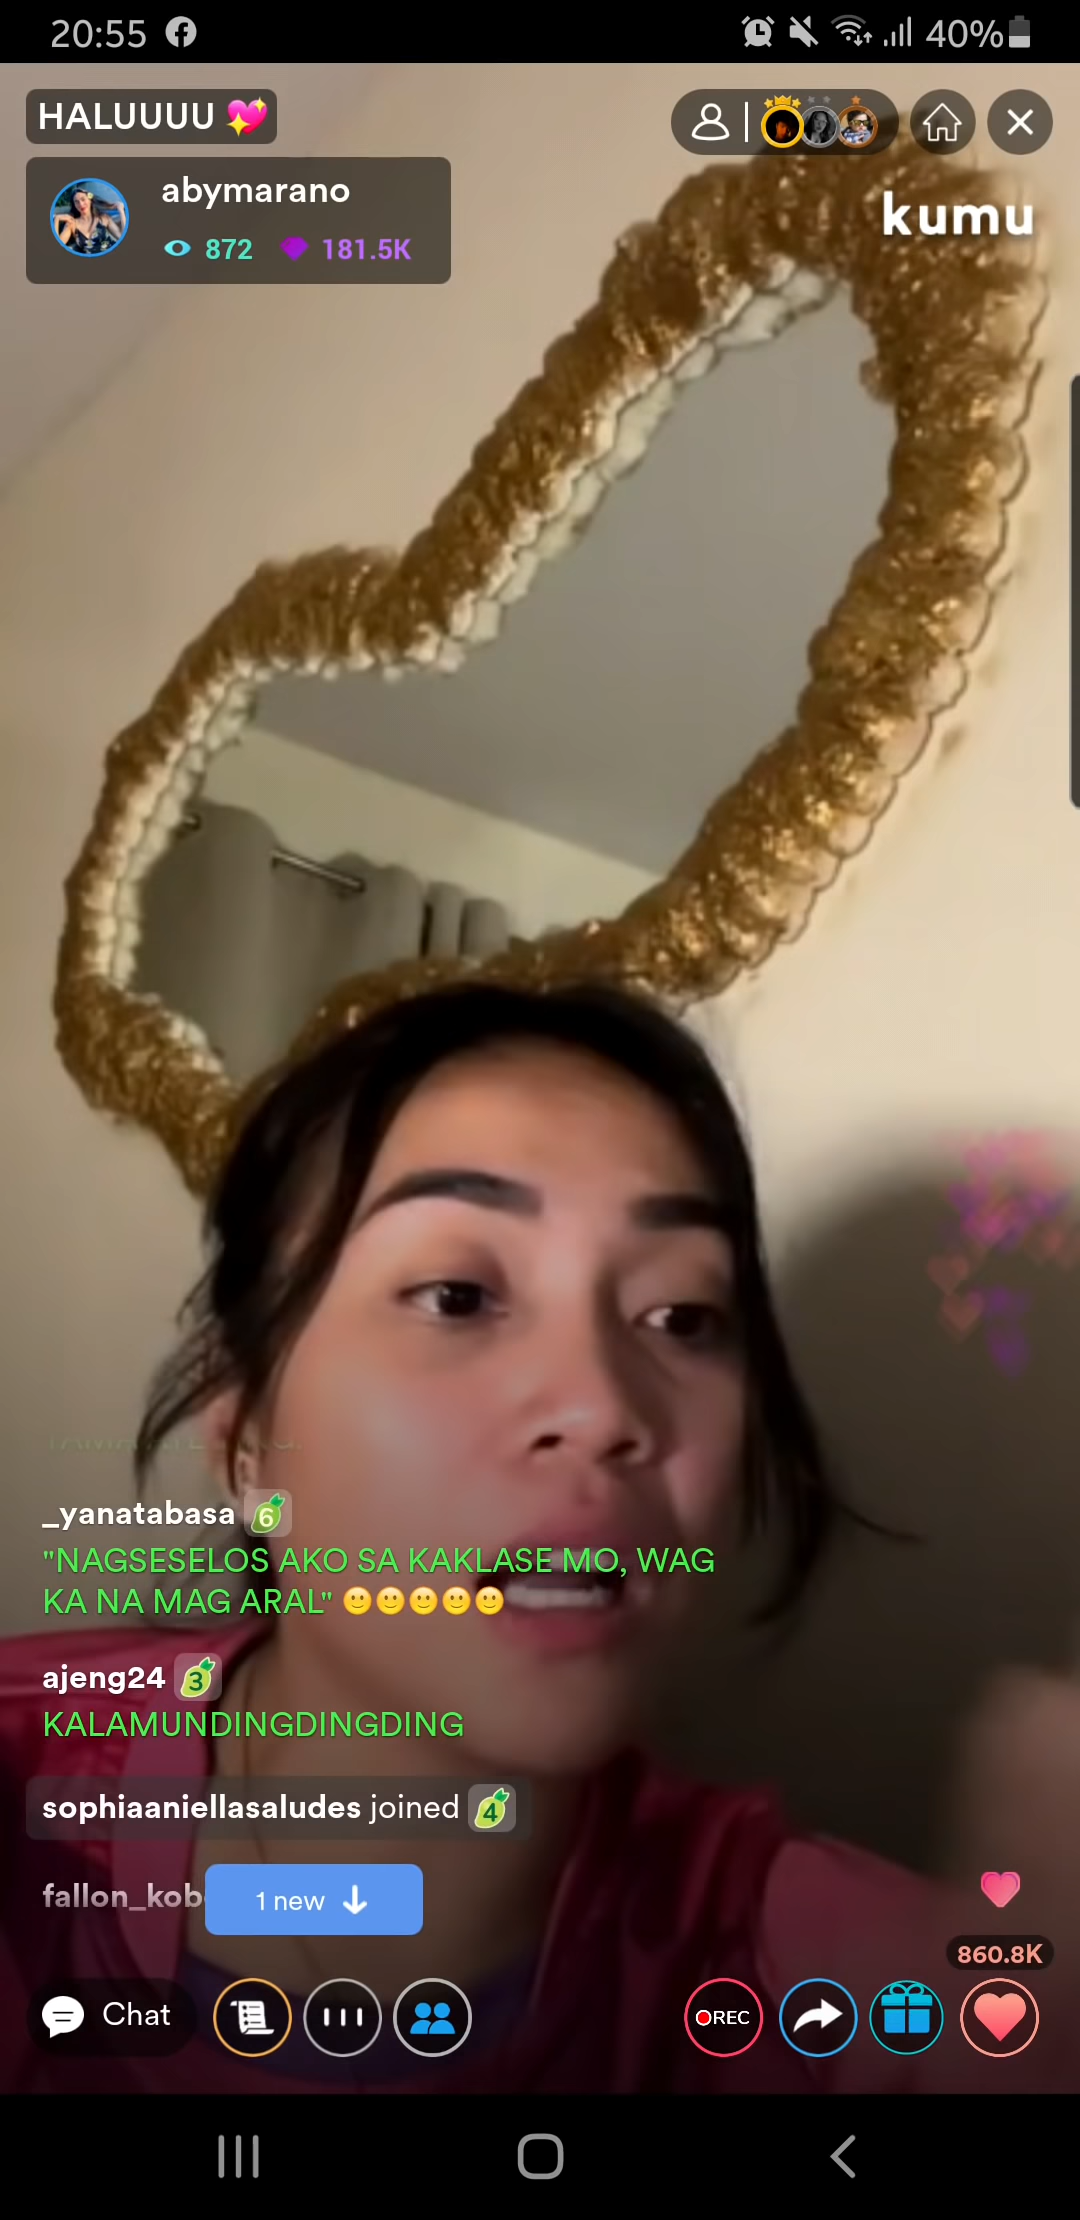 20:55
40%
HALUUUU 💖
abymarano
872 181.5K
kumu
_yanatabasa 6
"NAGSESELOS AKO SA KAKLASE MO, WAG
KA NA MAG ARAL" 🙂🙂🙂🙂🙂
ajeng24 3
KALAMUNDINGDINGDING
sophiaaniellasaludes joined 4
1 new
860.8K
Chat
REC